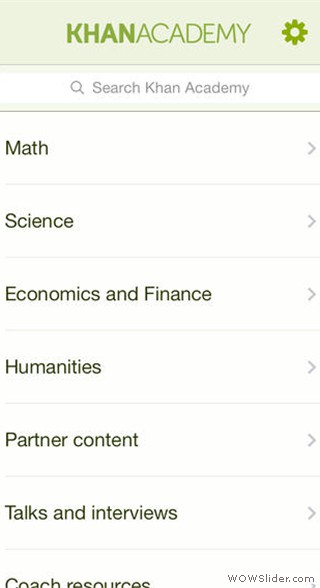 KHANACADEMY
Search Khan Academy
Math
Science
Economics and Finance
Humanities
Partner content
Talks and interviews
Coach resources
WOWSlider.com